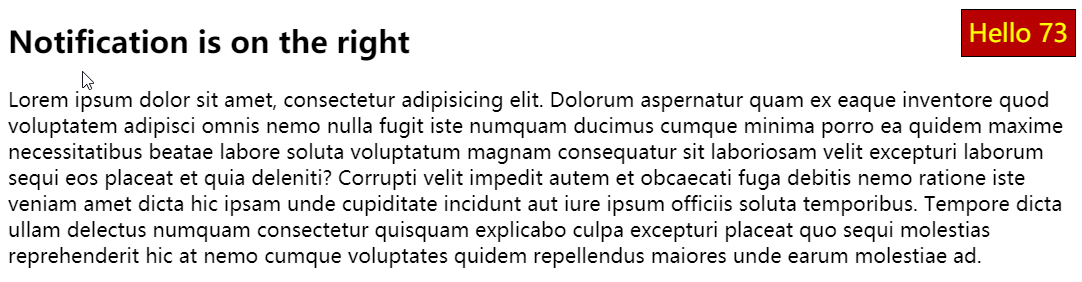 Notification is on the right
Hello 73
Lorem ipsum dolor sit amet, consectetur adipisicing elit. Dolorum aspernatur quam ex eaque inventore quod
voluptatem adipisci omnis nemo nulla fugit iste numquam ducimus cumque minima porro ea quidem maxime
necessitatibus beatae labore soluta voluptatum magnam consequatur sit laboriosam velit excepturi laborum
sequi eos placeat et quia deleniti? Corrupti velit impedit autem et obcaecati fuga debitis nemo ratione iste
veniam amet dicta hic ipsam unde cupiditate incidunt aut iure ipsum officiis soluta temporibus. Tempore dicta
ullam delectus numquam consectetur quisquam explicabo culpa excepturi placeat quo sequi molestias
reprehenderit hic at nemo cumque voluptates quidem repellendus maiores unde earum molestiae ad.